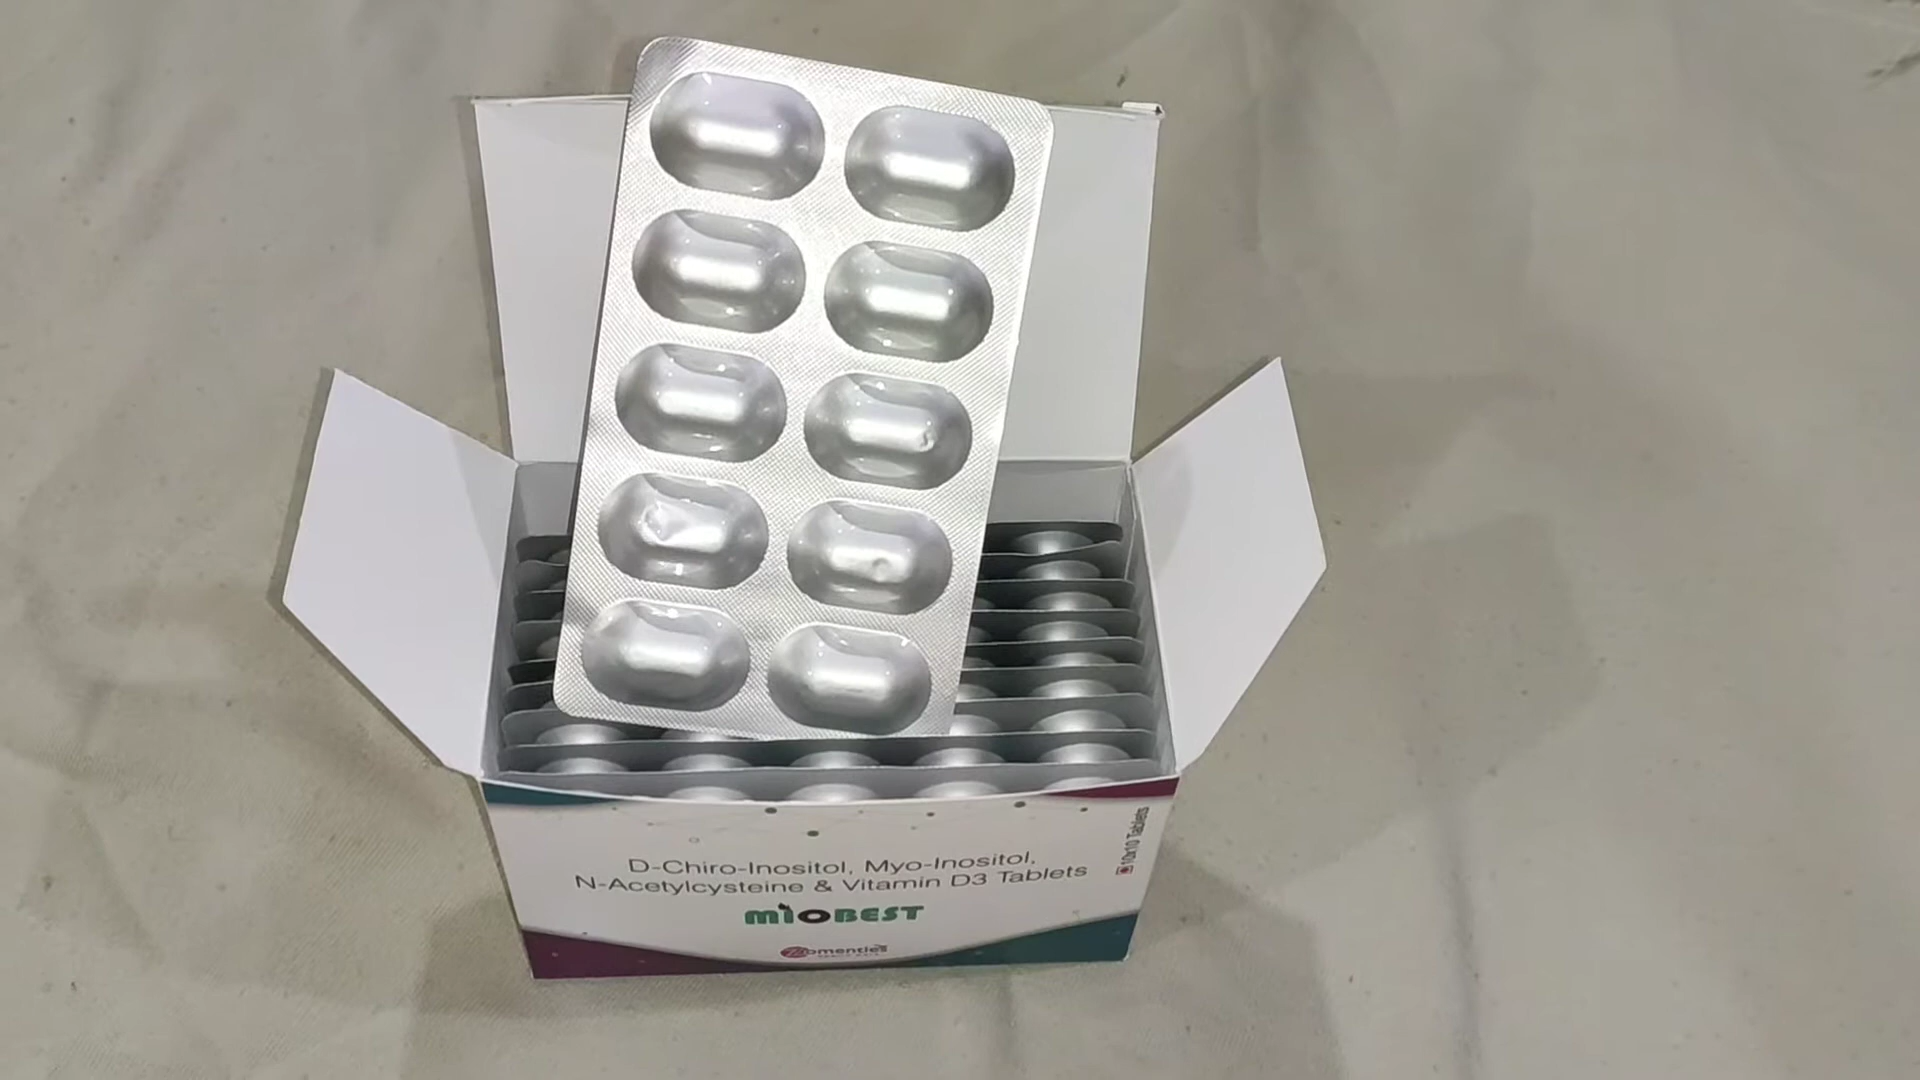 D-Chiro-Inositol, Myo-Inositol,
N-Acetylcysteine & Vitamin D3 Tablets
MIOBEST
10x10 Tablets